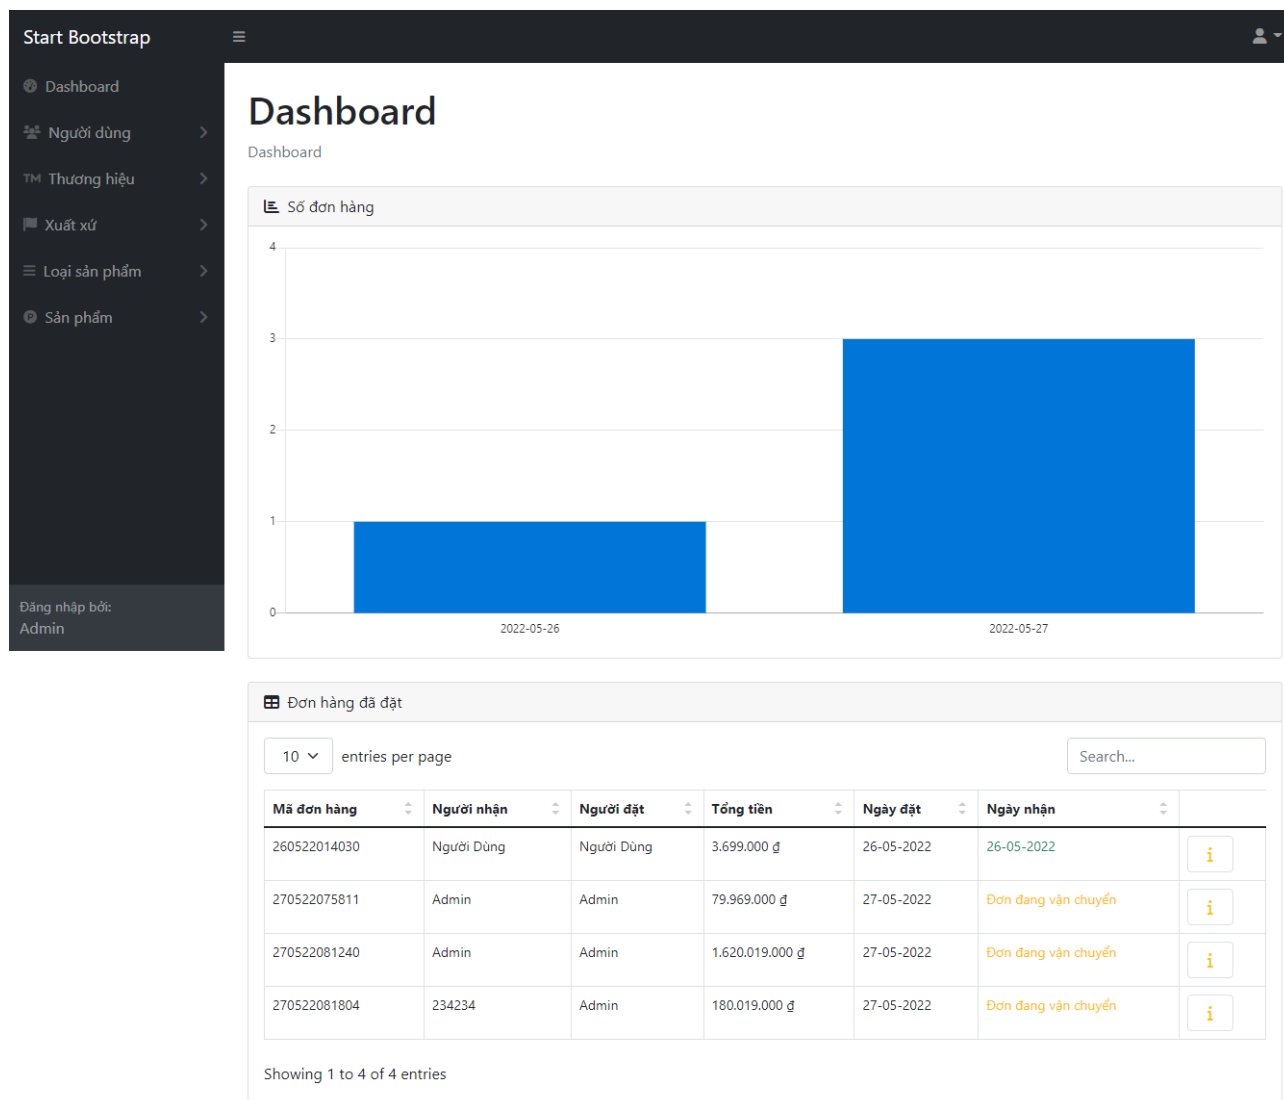 Start Bootstrap
Dashboard
Người dùng
TM Thương hiệu
Xuất xứ
Loại sản phẩm
P Sản phẩm
Đăng nhập bởi:
Admin
Dashboard
Dashboard
Số đơn hàng
4
3
2
1
0
2022-05-26 2022-05-27
Đơn hàng đã đặt
10 entries per page Search...
Mã đơn hàng Người nhận Người đặt Tổng tiền Ngày đặt Ngày nhận
260522014030 Người Dùng Người Dùng 3.699.000 ₫ 26-05-2022 26-05-2022 i
270522075811 Admin Admin 79.969.000 ₫ 27-05-2022 Đơn đang vận chuyển i
270522081240 Admin Admin 1.620.019.000 ₫ 27-05-2022 Đơn đang vận chuyển i
270522081804 234234 Admin 180.019.000 ₫ 27-05-2022 Đơn đang vận chuyển i
Showing 1 to 4 of 4 entries